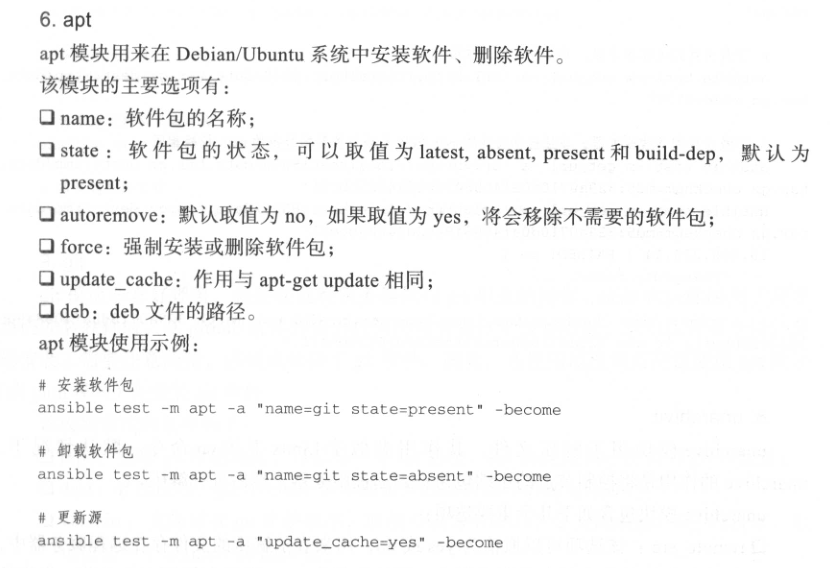 6. apt
apt 模块用来在 Debian/Ubuntu 系统中安装软件、删除软件。
该模块的主要选项有：
❑ name：软件包的名称；
❑ state：软件包的状态，可以取值为 latest, absent, present 和 build-dep，默认为
present；
❑ autoremove：默认取值为 no，如果取值为 yes，将会移除不需要的软件包；
❑ force：强制安装或删除软件包；
❑ update_cache：作用与 apt-get update 相同；
❑ deb：deb 文件的路径。
apt 模块使用示例：
# 安装软件包
ansible test -m apt -a "name=git state=present" -become
# 卸载软件包
ansible test -m apt -a "name=git state=absent" -become
# 更新源
ansible test -m apt -a "update_cache=yes" -become